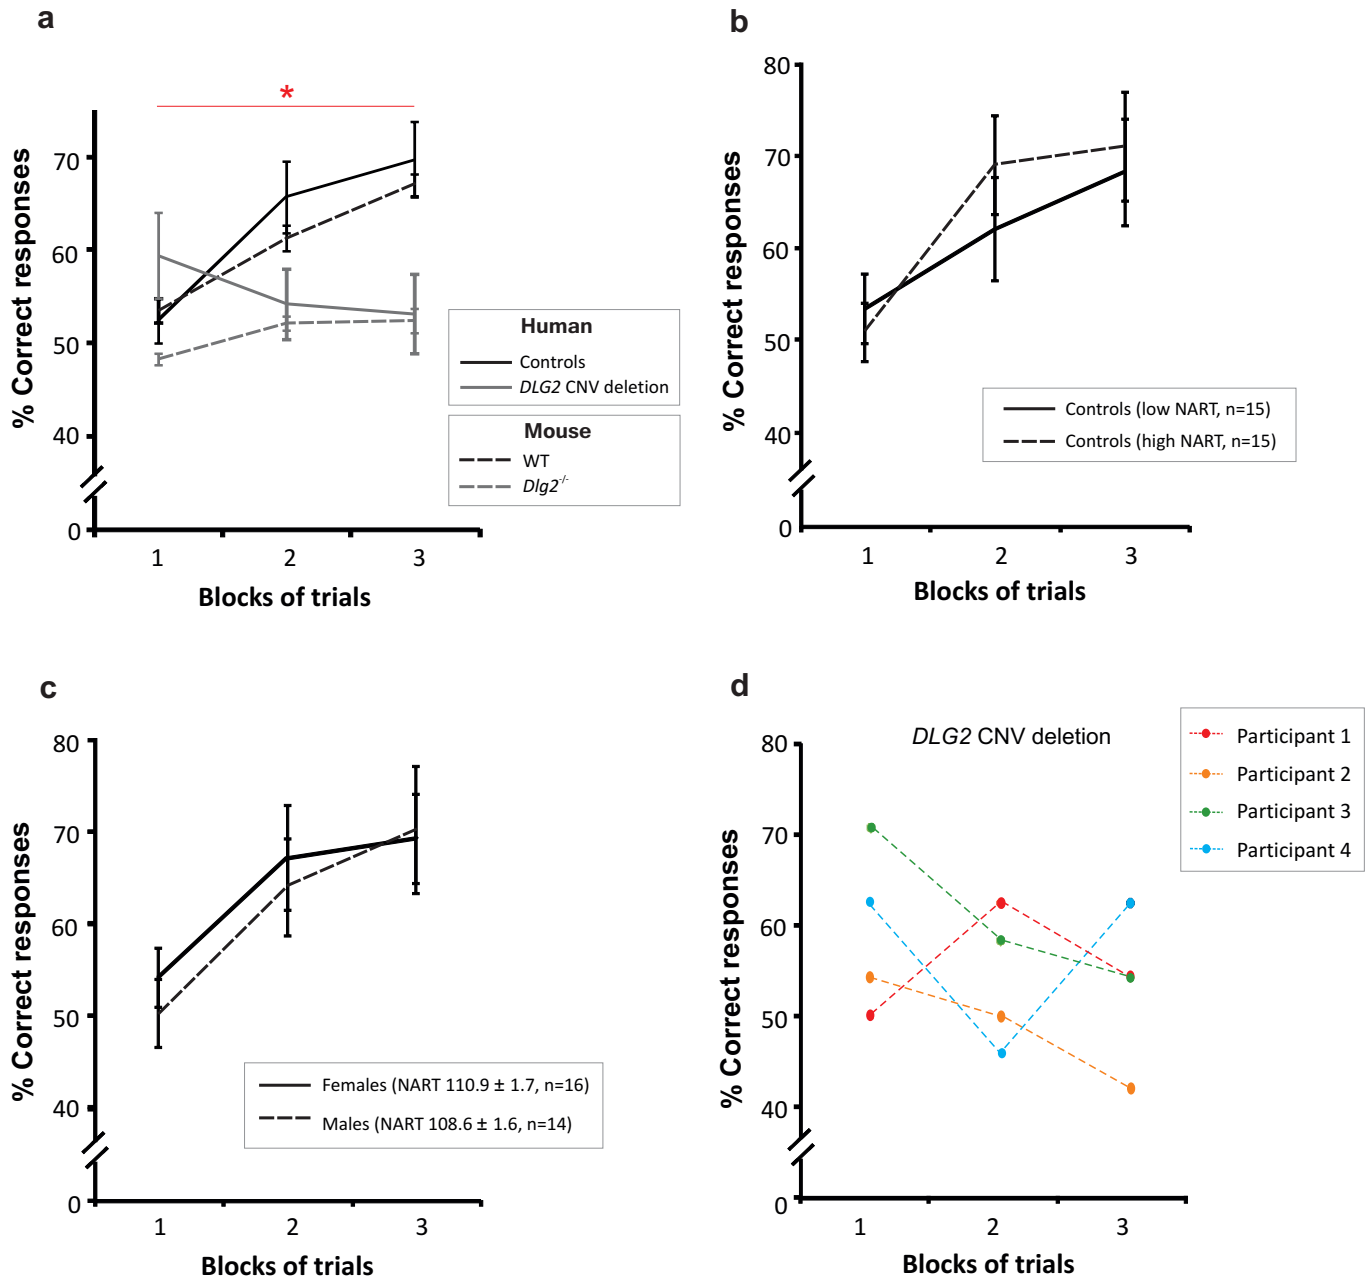 a
*
% Correct responses
70
60
50
40
0
1 2 3
Blocks of trials
Human
Controls
DLG2 CNV deletion
Mouse
WT
Dlg2-/-
b
% Correct responses
80
70
60
50
40
0
1 2 3
Blocks of trials
Controls (low NART, n=15)
Controls (high NART, n=15)
c
% Correct responses
80
70
60
50
40
0
1 2 3
Blocks of trials
Females (NART 110.9 ± 1.7, n=16)
Males (NART 108.6 ± 1.6, n=14)
d
DLG2 CNV deletion
% Correct responses
80
70
60
50
40
0
1 2 3
Blocks of trials
Participant 1
Participant 2
Participant 3
Participant 4